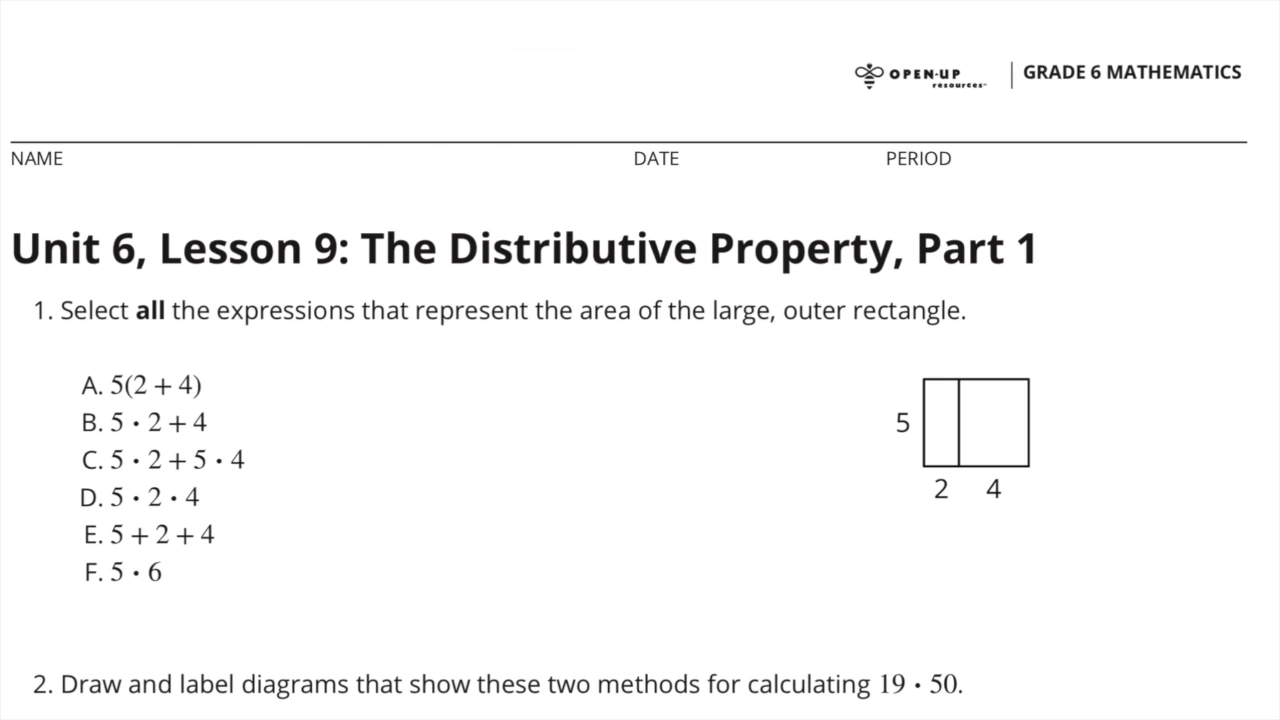 OPEN-UP
resources™
GRADE 6 MATHEMATICS
NAME DATE PERIOD
Unit 6, Lesson 9: The Distributive Property, Part 1
1. Select all the expressions that represent the area of the large, outer rectangle.
A. 5(2 + 4)
B. 5 • 2 + 4
C. 5 • 2 + 5 • 4
D. 5 • 2 • 4
E. 5 + 2 + 4
F. 5 • 6
5
2 4
2. Draw and label diagrams that show these two methods for calculating 19 • 50.